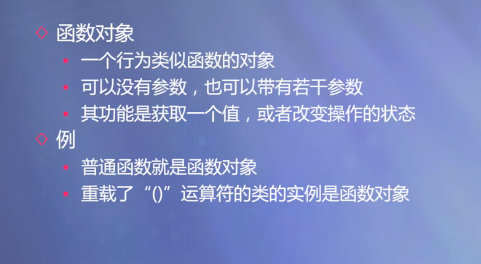 函数对象
一个行为类似函数的对象
可以没有参数，也可以带有若干参数
其功能是获取一个值，或者改变操作的状态
例
普通函数就是函数对象
重载了“()”运算符的类的实例是函数对象